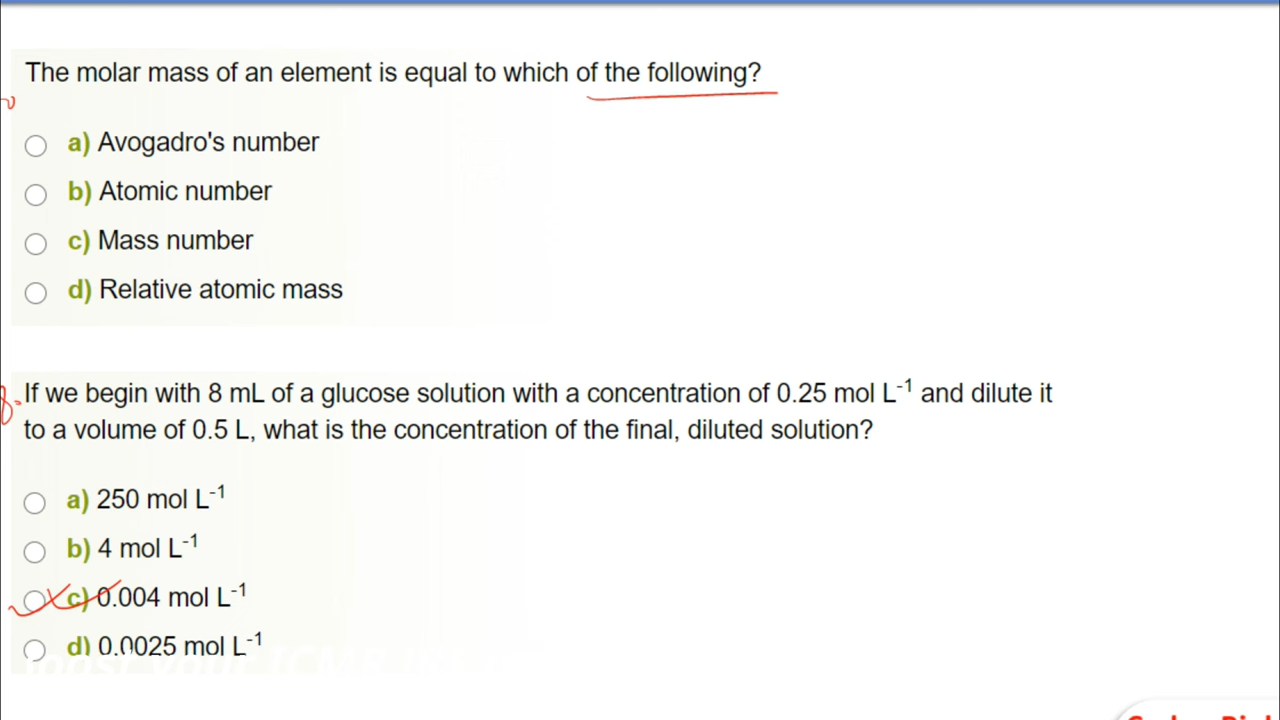 The molar mass of an element is equal to which of the following?
a) Avogadro's number
b) Atomic number
c) Mass number
d) Relative atomic mass
8. If we begin with 8 mL of a glucose solution with a concentration of 0.25 mol L⁻¹ and dilute it
to a volume of 0.5 L, what is the concentration of the final, diluted solution?
a) 250 mol L⁻¹
b) 4 mol L⁻¹
c) 0.004 mol L⁻¹
d) 0.0025 mol L⁻¹